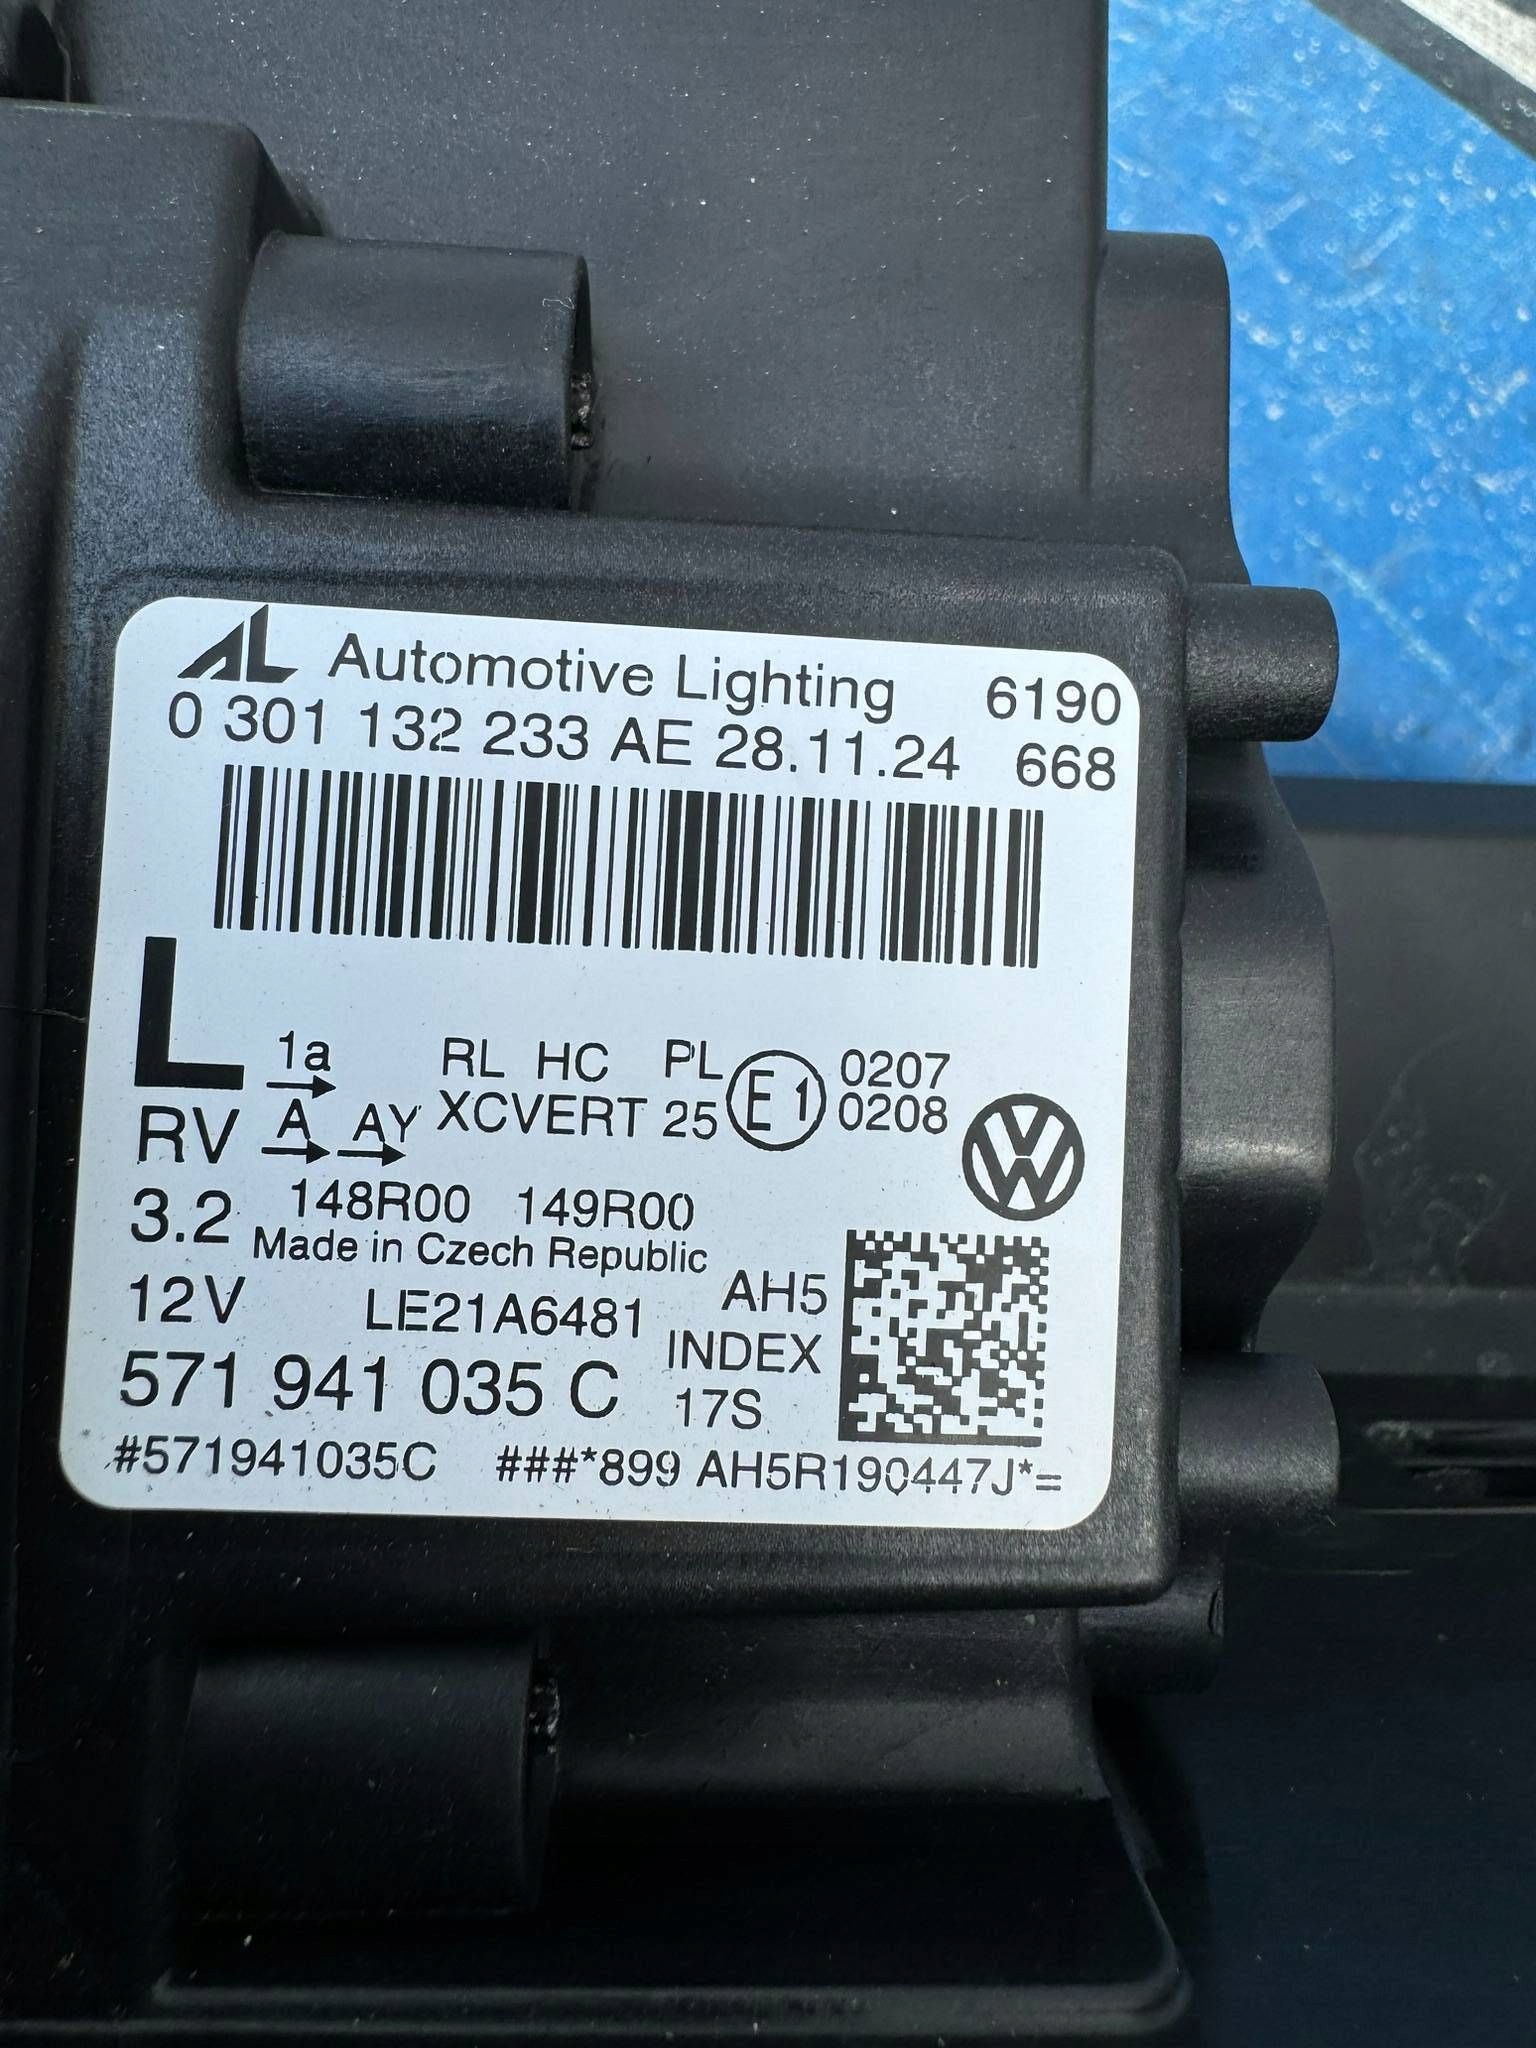 AL Automotive Lighting 6190
0 301 132 233 AE 28.11.24 668
L 1a RL HC PL E1 0207
RV A AY XCVERT 25 0208
3.2 148R00 149R00
Made in Czech Republic
12V LE21A6481 AH5
571 941 035 C INDEX
17S
#571941035C ###*899 AH5R190447J*=